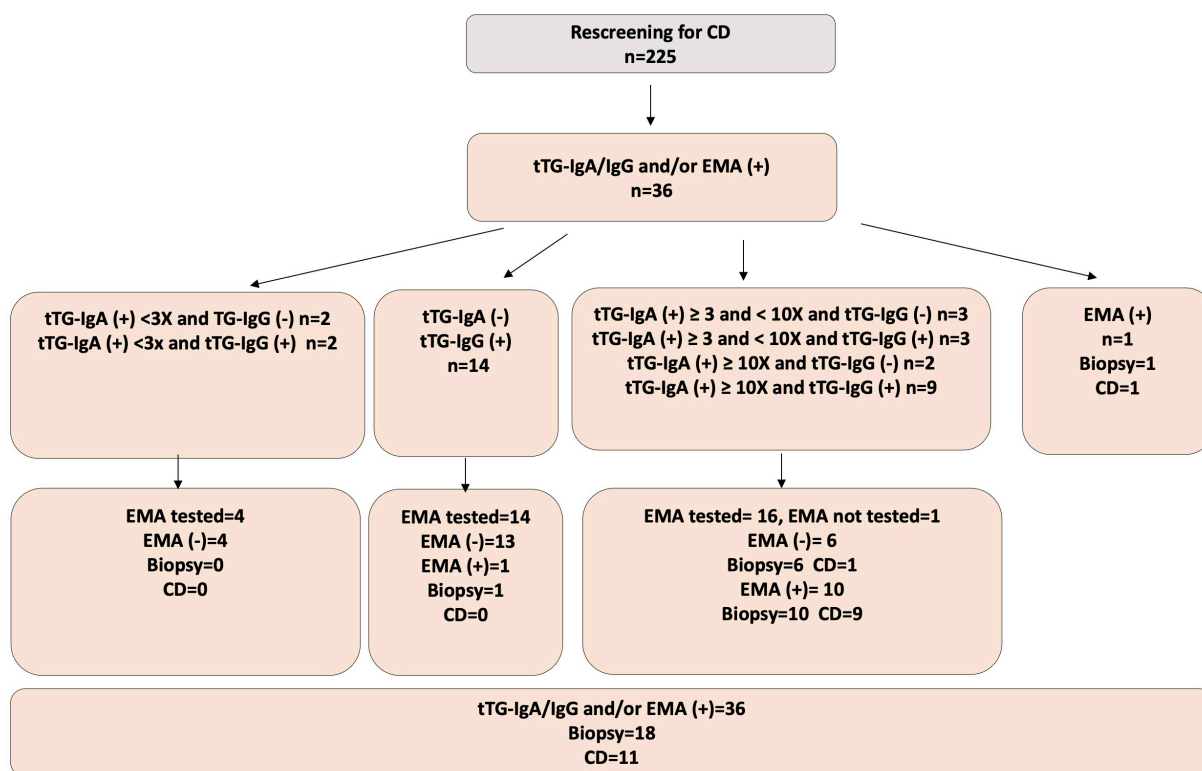 Rescreening for CD
n=225
tTG-IgA/IgG and/or EMA (+)
n=36
tTG-IgA (+) <3X and TG-IgG (-) n=2
tTG-IgA (+) <3x and tTG-IgG (+) n=2
tTG-IgA (-)
tTG-IgG (+)
n=14
tTG-IgA (+) ≥ 3 and < 10X and tTG-IgG (-) n=3
tTG-IgA (+) ≥ 3 and < 10X and tTG-IgG (+) n=3
tTG-IgA (+) ≥ 10X and tTG-IgG (-) n=2
tTG-IgA (+) ≥ 10X and tTG-IgG (+) n=9
EMA (+)
n=1
Biopsy=1
CD=1
EMA tested=4
EMA (-)=4
Biopsy=0
CD=0
EMA tested=14
EMA (-)=13
EMA (+)=1
Biopsy=1
CD=0
EMA tested= 16, EMA not tested=1
EMA (-)= 6
Biopsy=6 CD=1
EMA (+)= 10
Biopsy=10 CD=9
tTG-IgA/IgG and/or EMA (+)=36
Biopsy=18
CD=11